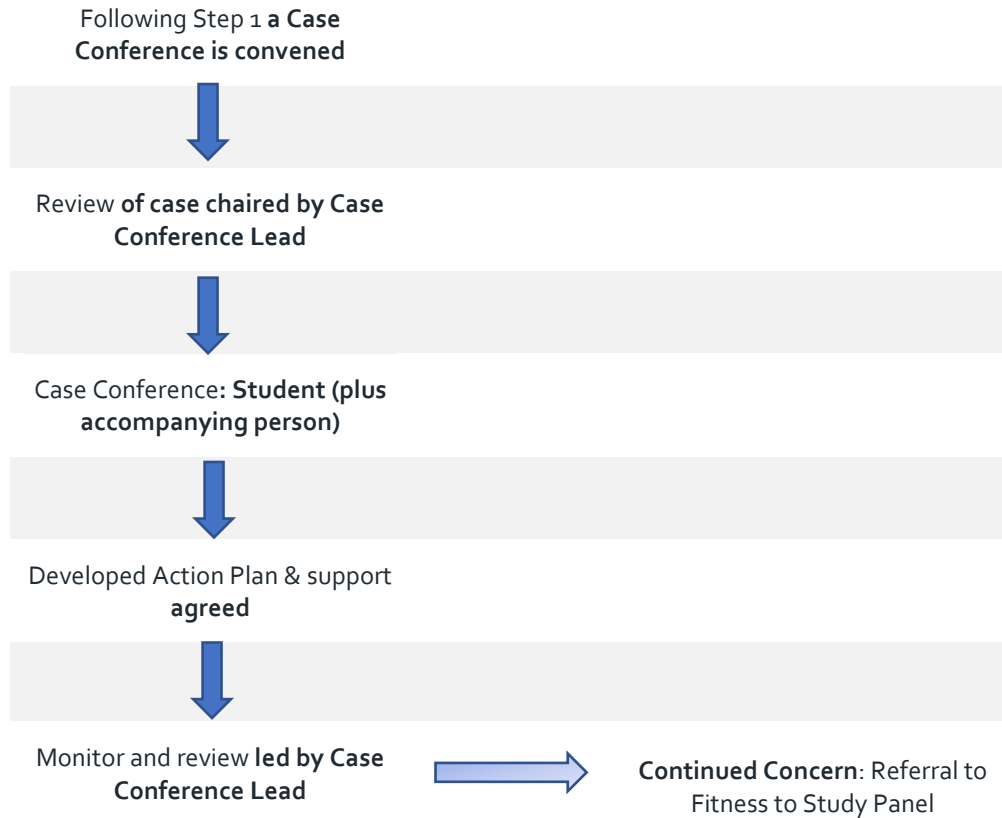 Following Step 1 a Case
Conference is convened
Review of case chaired by Case
Conference Lead
Case Conference: Student (plus
accompanying person)
Developed Action Plan & support
agreed
Monitor and review led by Case
Conference Lead
Continued Concern: Referral to
Fitness to Study Panel